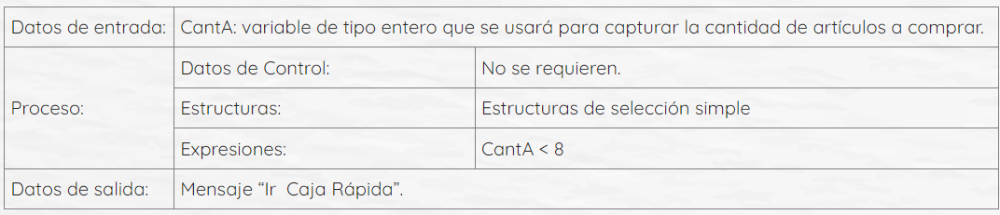 Datos de entrada: CantA: variable de tipo entero que se usará para capturar la cantidad de artículos a comprar.
Proceso:
Datos de Control: No se requieren.
Estructuras: Estructuras de selección simple
Expresiones: CantA < 8
Datos de salida: Mensaje “Ir  Caja Rápida”.